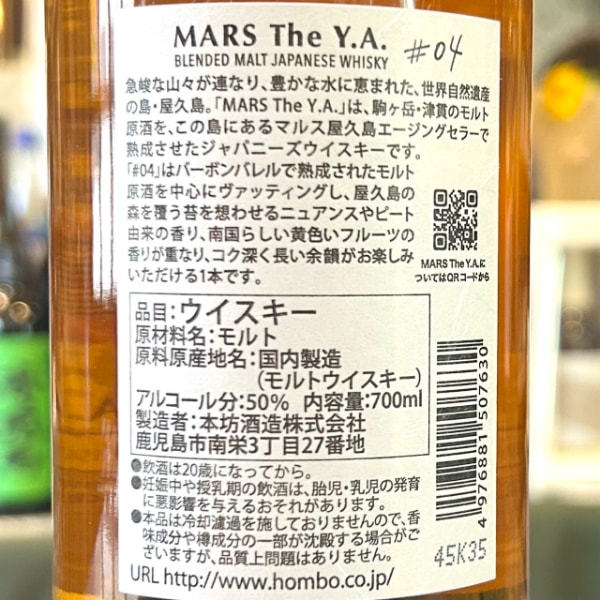 MARS The Y.A. #04
BLENDED MALT JAPANESE WHISKY
急峻な山々が連なり、豊かな水に恵まれた、世界自然遺産
の島・屋久島。「MARS The Y.A.」は、駒ヶ岳・津貫のモルト
原酒を、この島にあるマルス屋久島エージングセラーで
熟成させたジャパニーズウイスキーです。
「#04」はバーボンバレルで熟成されたモルト
原酒を中心にヴァッティングし、屋久島の
森を覆う苔を想わせるニュアンスやピート
由来の香り、南国らしい黄色いフルーツの
香りが重なり、コク深く長い余韻がお楽しみ
いただける1本です。
MARS The Y.A.に
ついてはQRコードから
品目:ウイスキー
原材料名:モルト
原料原産地名:国内製造
(モルトウイスキー)
アルコール分:50% 内容量:700ml
製造者:本坊酒造株式会社
鹿児島市南栄3丁目27番地
●飲酒は20歳になってから。
●妊娠中や授乳期の飲酒は、胎児・乳児の発育
に悪影響を与えるおそれがあります。
●本品は冷却濾過を施しておりませんので、香
味成分や樽成分の一部が沈殿する場合がご
ざいますが、品質上問題はありません。
URL http://www.hombo.co.jp/
4 976881 507630
45K35